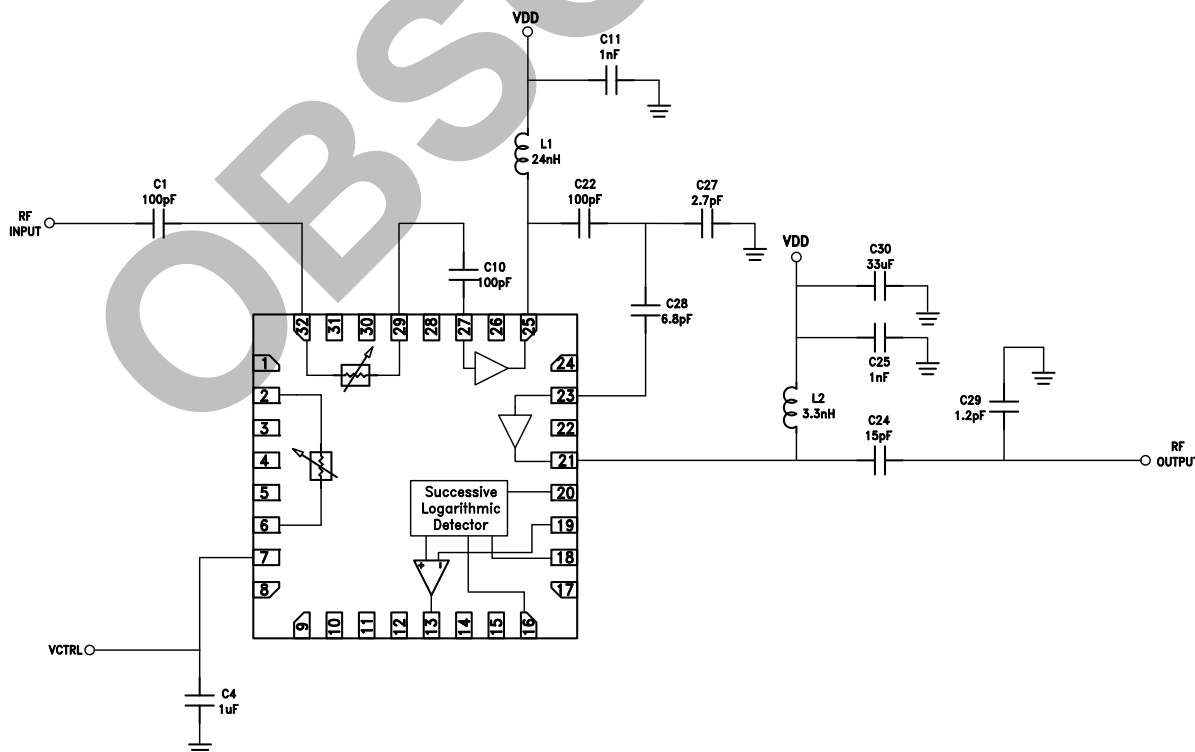 OBSO
VDD
C11
1nF
L1
24nH
C1
100pF
C22
100pF
C27
2.7pF
RF
INPUT
VDD
C30
33uF
C10
100pF
C28
6.8pF
32
31
30
29
28
27
26
25
C25
1nF
1
24
2
23
L2
3.3nH
C29
1.2pF
3
22
C24
15pF
4
21
RF
OUTPUT
5
Successive
Logarithmic
Detector
20
6
19
7
18
+ -
8
17
9
10
11
12
13
14
15
16
VCTRL
C4
1uF